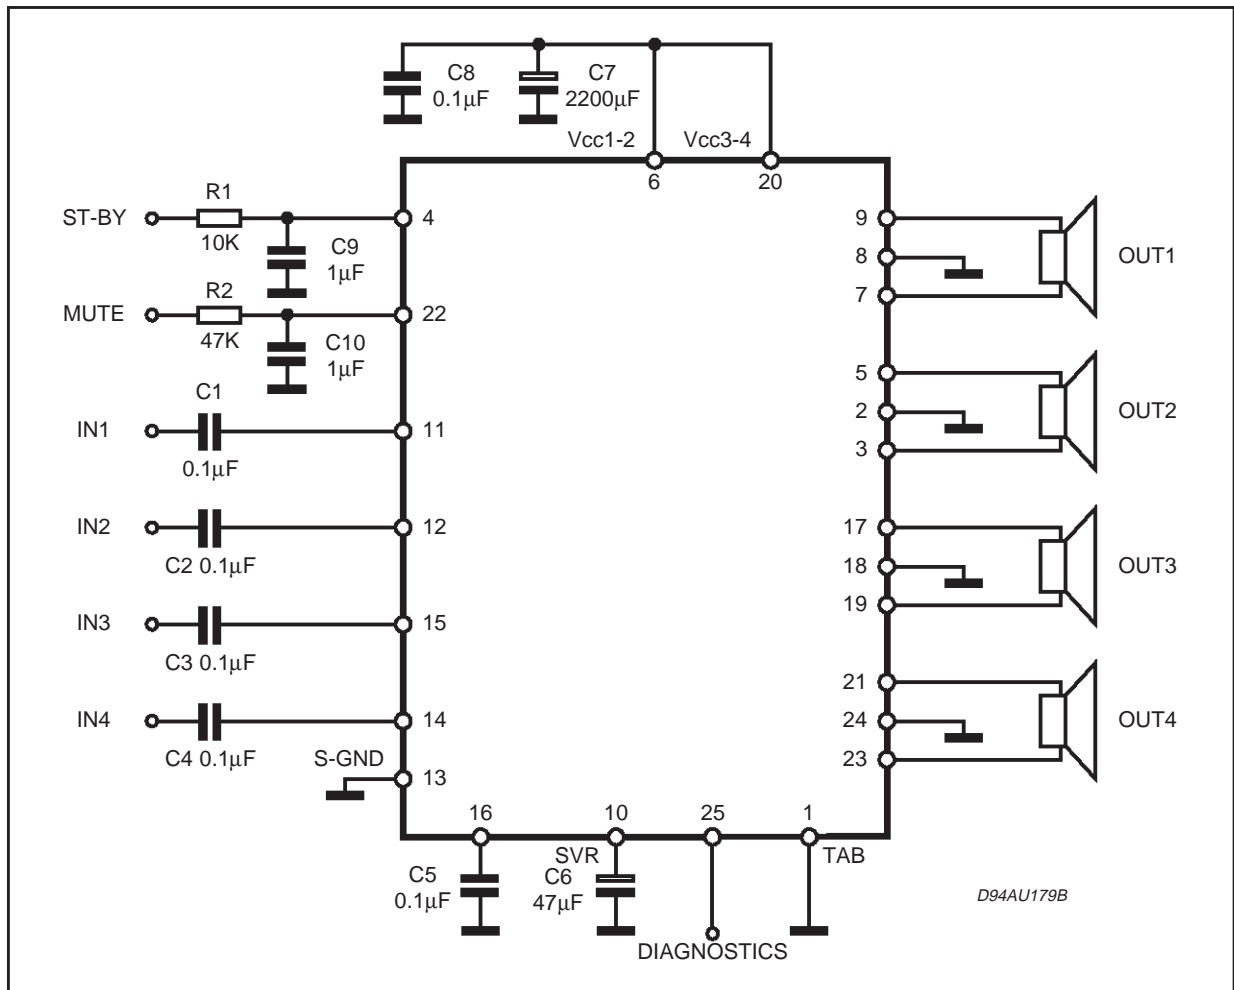 C8
0.1µF
C7
2200µF
Vcc1-2
Vcc3-4
6
20
ST-BY
R1
10K
4
C9
1µF
MUTE
R2
47K
22
C10
1µF
IN1
C1
0.1µF
11
IN2
C2 0.1µF
12
IN3
C3 0.1µF
15
IN4
C4 0.1µF
14
S-GND
13
9
8
7
OUT1
5
2
3
OUT2
17
18
19
OUT3
21
24
23
OUT4
16
10
25
1
SVR
TAB
C5
0.1µF
C6
47µF
DIAGNOSTICS
D94AU179B